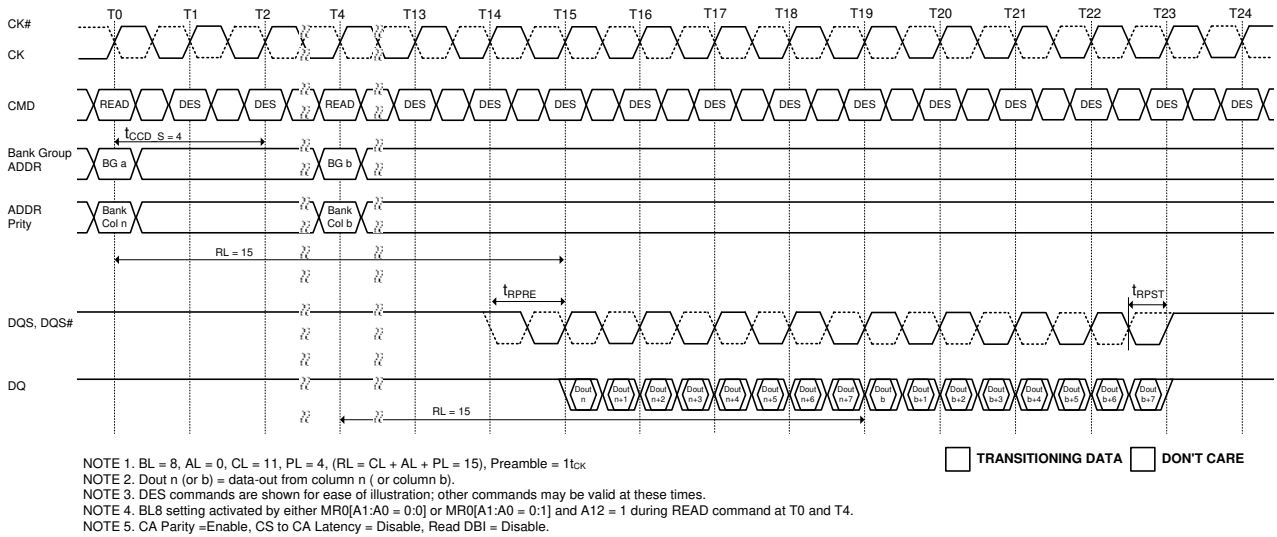 T0 T1 T2 T4 T13 T14 T15 T16 T17 T18 T19 T20 T21 T22 T23 T24
CK#
CK
CMD READ DES DES READ DES DES DES DES DES DES DES DES DES DES DES DES
tCCD_S = 4
Bank Group
ADDR
BG a BG b
ADDR
Prity
Bank
Col n
Bank
Col b
RL = 15
tRPRE tRPST
DQS, DQS#
DQ
Dout n Dout n+1 Dout n+2 Dout n+3 Dout n+4 Dout n+5 Dout n+6 Dout n+7 Dout b Dout b+1 Dout b+2 Dout b+3 Dout b+4 Dout b+5 Dout b+6 Dout b+7
RL = 15
TRANSITIONING DATA DON'T CARE
NOTE 1. BL = 8, AL = 0, CL = 11, PL = 4, (RL = CL + AL + PL = 15), Preamble = 1tCK
NOTE 2. Dout n (or b) = data-out from column n ( or column b).
NOTE 3. DES commands are shown for ease of illustration; other commands may be valid at these times.
NOTE 4. BL8 setting activated by either MR0[A1:A0 = 0:0] or MR0[A1:A0 = 0:1] and A12 = 1 during READ command at T0 and T4.
NOTE 5. CA Parity =Enable, CS to CA Latency = Disable, Read DBI = Disable.